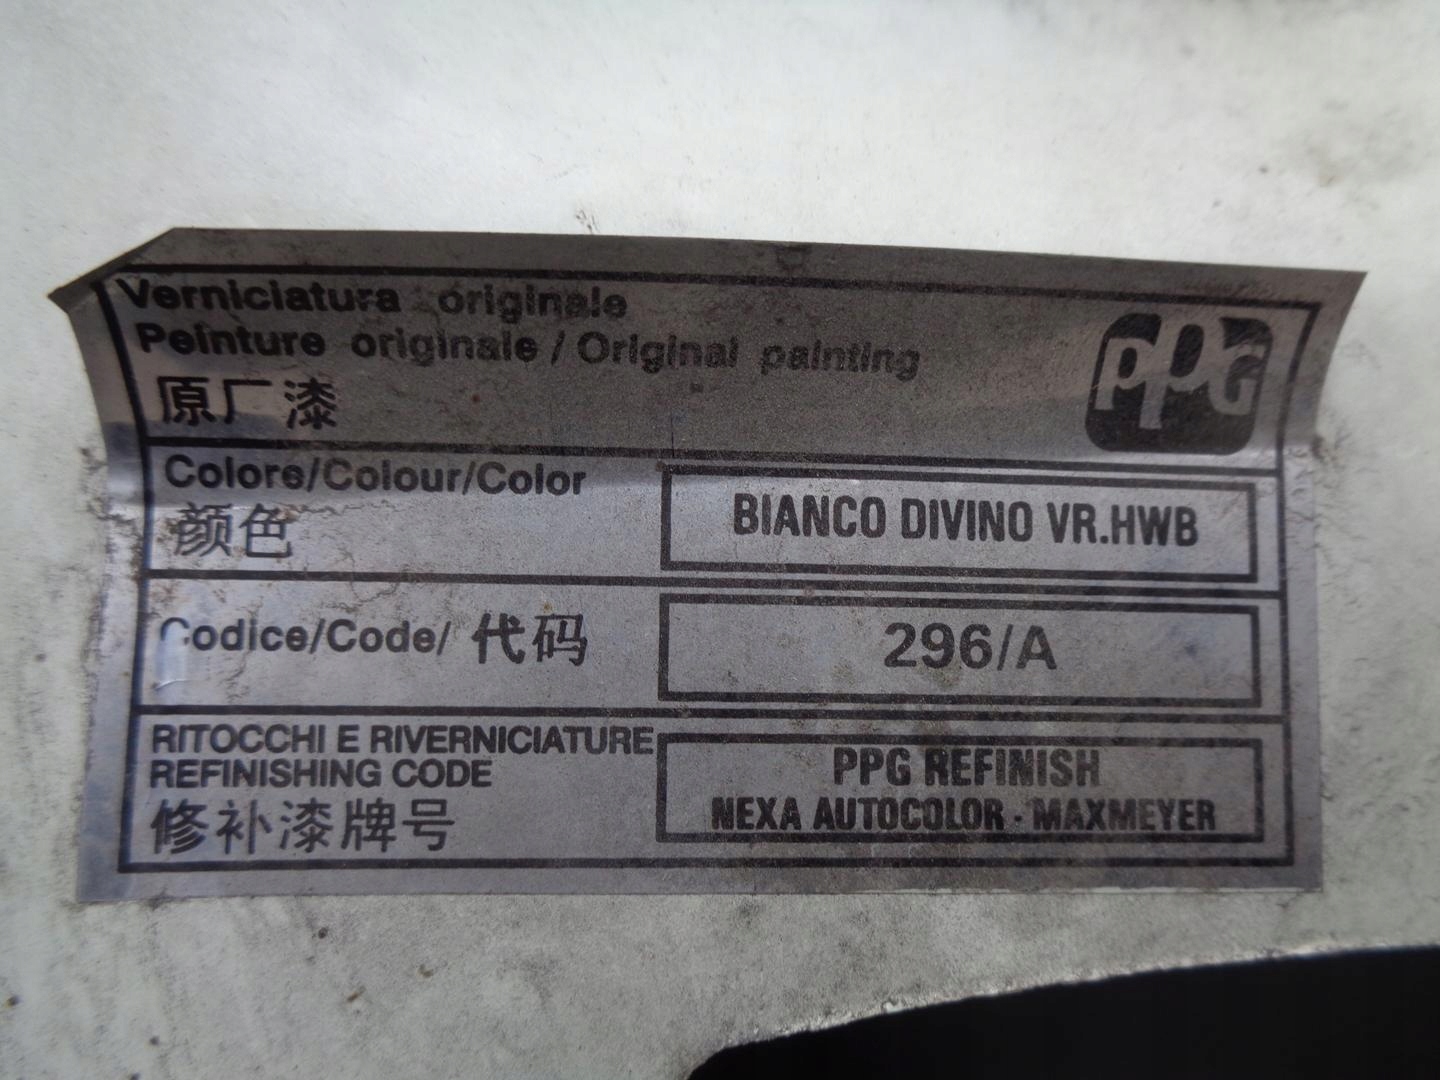 Verniciatura originale
Peinture originale / Original painting
原厂漆
PPG
Colore/Colour/Color
颜色
BIANCO DIVINO VR.HWB
Codice/Code/ 代码
296/A
RITOCCHI E RIVERNICIATURE
REFINISHING CODE
修补漆牌号
PPG REFINISH
NEXA AUTOCOLOR · MAXMEYER